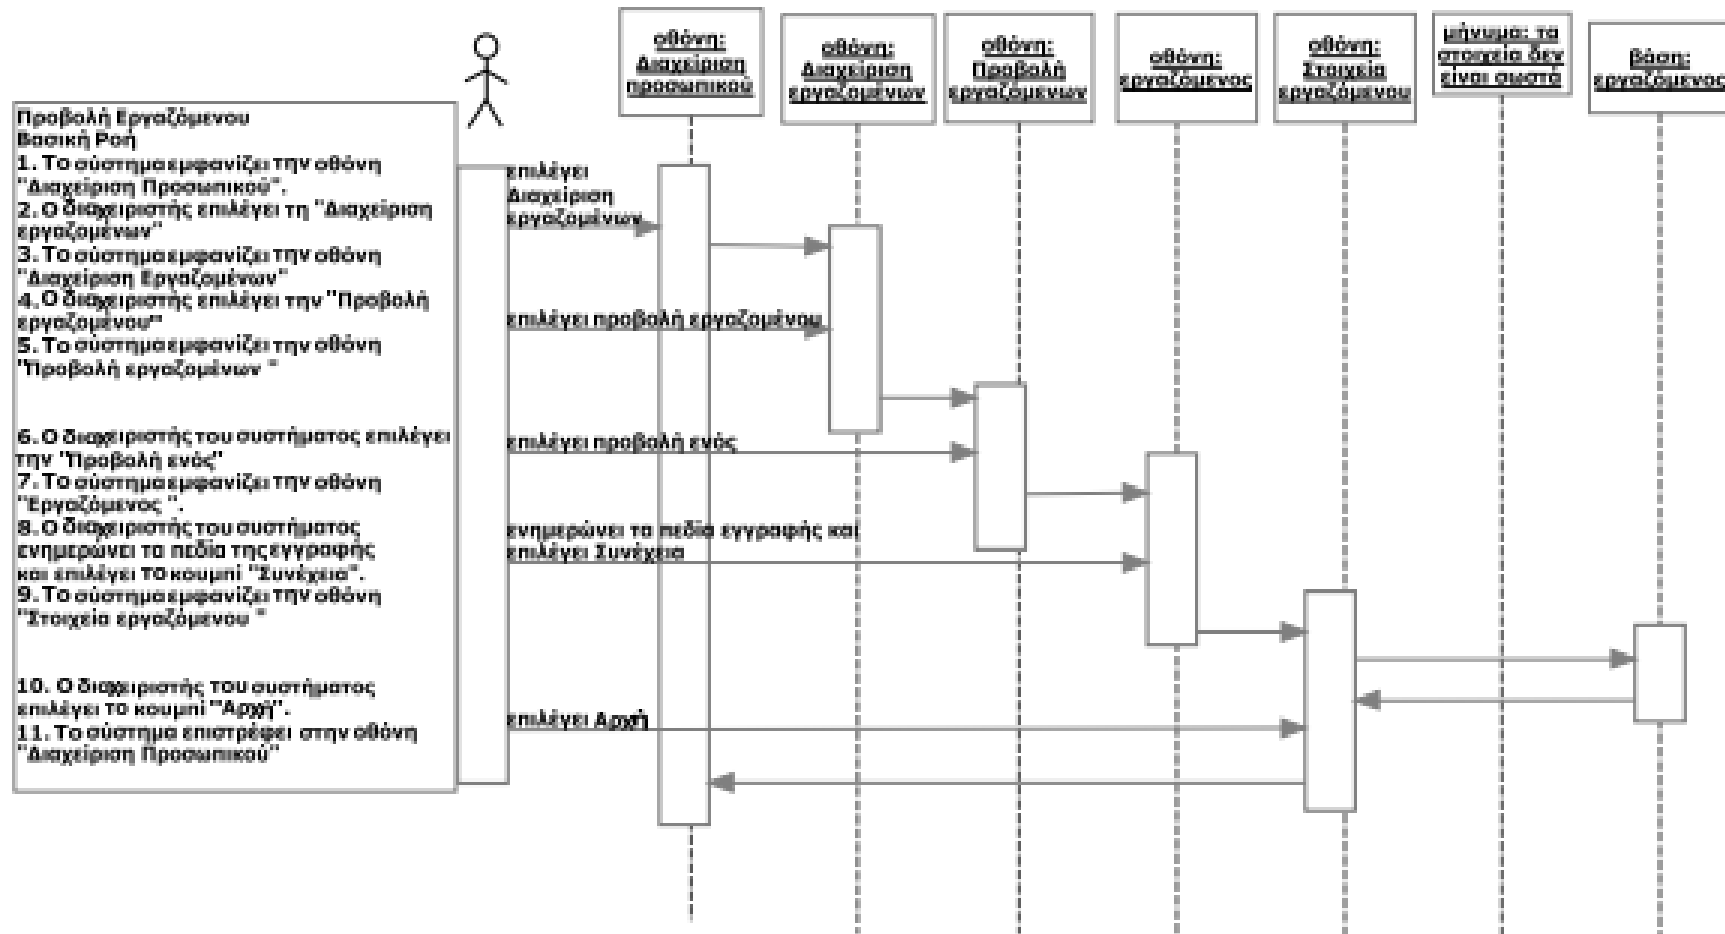 οθόνη:
Διαχείριση
προσωπικού
οθόνη:
Διαχείριση
εργαζομένων
οθόνη:
Προβολή
εργαζόμενων
οθόνη:
εργαζόμενος
οθόνη:
Στοιχεία
εργαζόμενου
μήνυμα: τα
στοιχεία δεν
είναι σωστά
βάση:
εργαζόμενος
Προβολή Εργαζόμενου
Βασική Ροή
1. Το σύστημα εμφανίζει την οθόνη
"Διαχείριση Προσωπικού".
2. Ο διαχειριστής επιλέγει τη "Διαχείριση
εργαζομένων"
3. Το σύστημα εμφανίζει την οθόνη
"Διαχείριση Εργαζομένων"
4. Ο διαχειριστής επιλέγει την "Προβολή
εργαζομένου"
5. Το σύστημα εμφανίζει την οθόνη
"Προβολή εργαζομένων "
6. Ο διαχειριστής του συστήματος επιλέγει
την "Προβολή ενός"
7. Το σύστημα εμφανίζει την οθόνη
"Εργαζόμενος ".
8. Ο διαχειριστής του συστήματος
ενημερώνει τα πεδία της εγγραφής
και επιλέγει το κουμπί "Συνέχεια".
9. Το σύστημα εμφανίζει την οθόνη
"Στοιχεία εργαζόμενου "
10. Ο διαχειριστής του συστήματος
επιλέγει το κουμπί "Αρχή".
11. Το σύστημα επιστρέφει στην οθόνη
"Διαχείριση Προσωπικού"
επιλέγει
Διαχείριση
εργαζομένων
επιλέγει προβολή εργαζομένου
επιλέγει προβολή ενός
ενημερώνει τα πεδία εγγραφής και
επιλέγει Συνέχεια
επιλέγει Αρχή